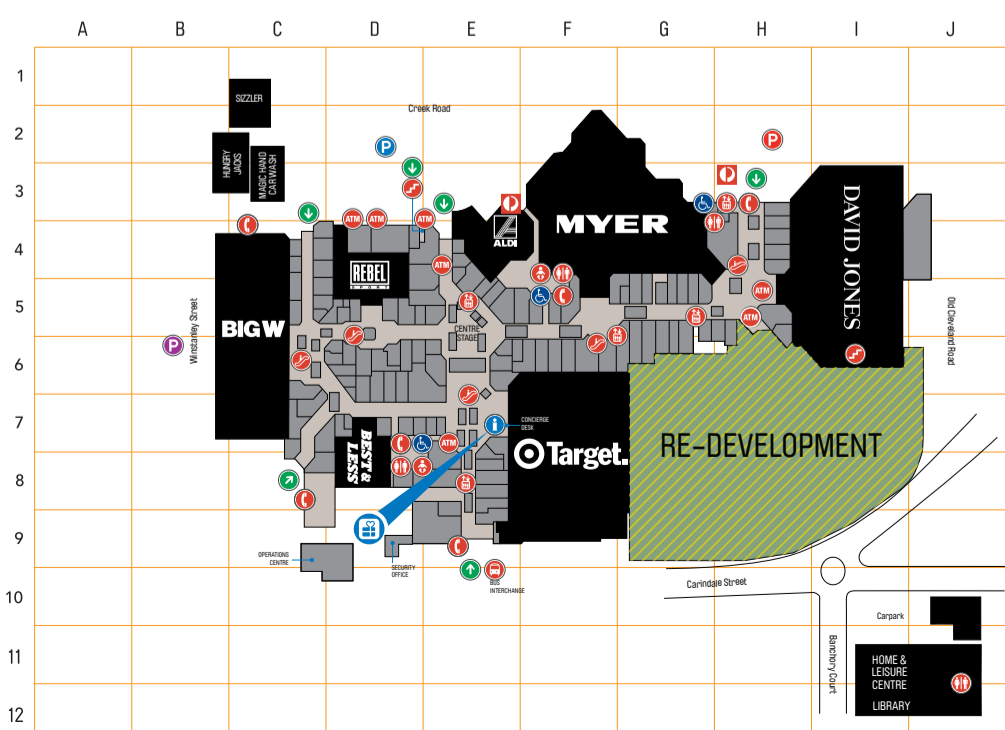 A B C D E F G H I J
1
2
3
4
5
6
7
8
9
10
11
12
SIZZLER
Creek Road
HUNGRY
JACKS
MAGIC HAND
CAR WASH
P
P
ATM ATM ATM
ALDI
MYER
DAVID JONES
ATM
REBEL
SPORT
ATM
ATM
BIG W
Winstanley Street
P
CENTRE
STAGE
Old Cleveland Road
i
CONCIERGE
DESK
BEST &
LESS
ATM
Target.
RE-DEVELOPMENT
OPERATIONS
CENTRE
SECURITY
OFFICE
BUS
INTERCHANGE
Carindale Street
Banchory Court
Carpark
HOME &
LEISURE
CENTRE
LIBRARY